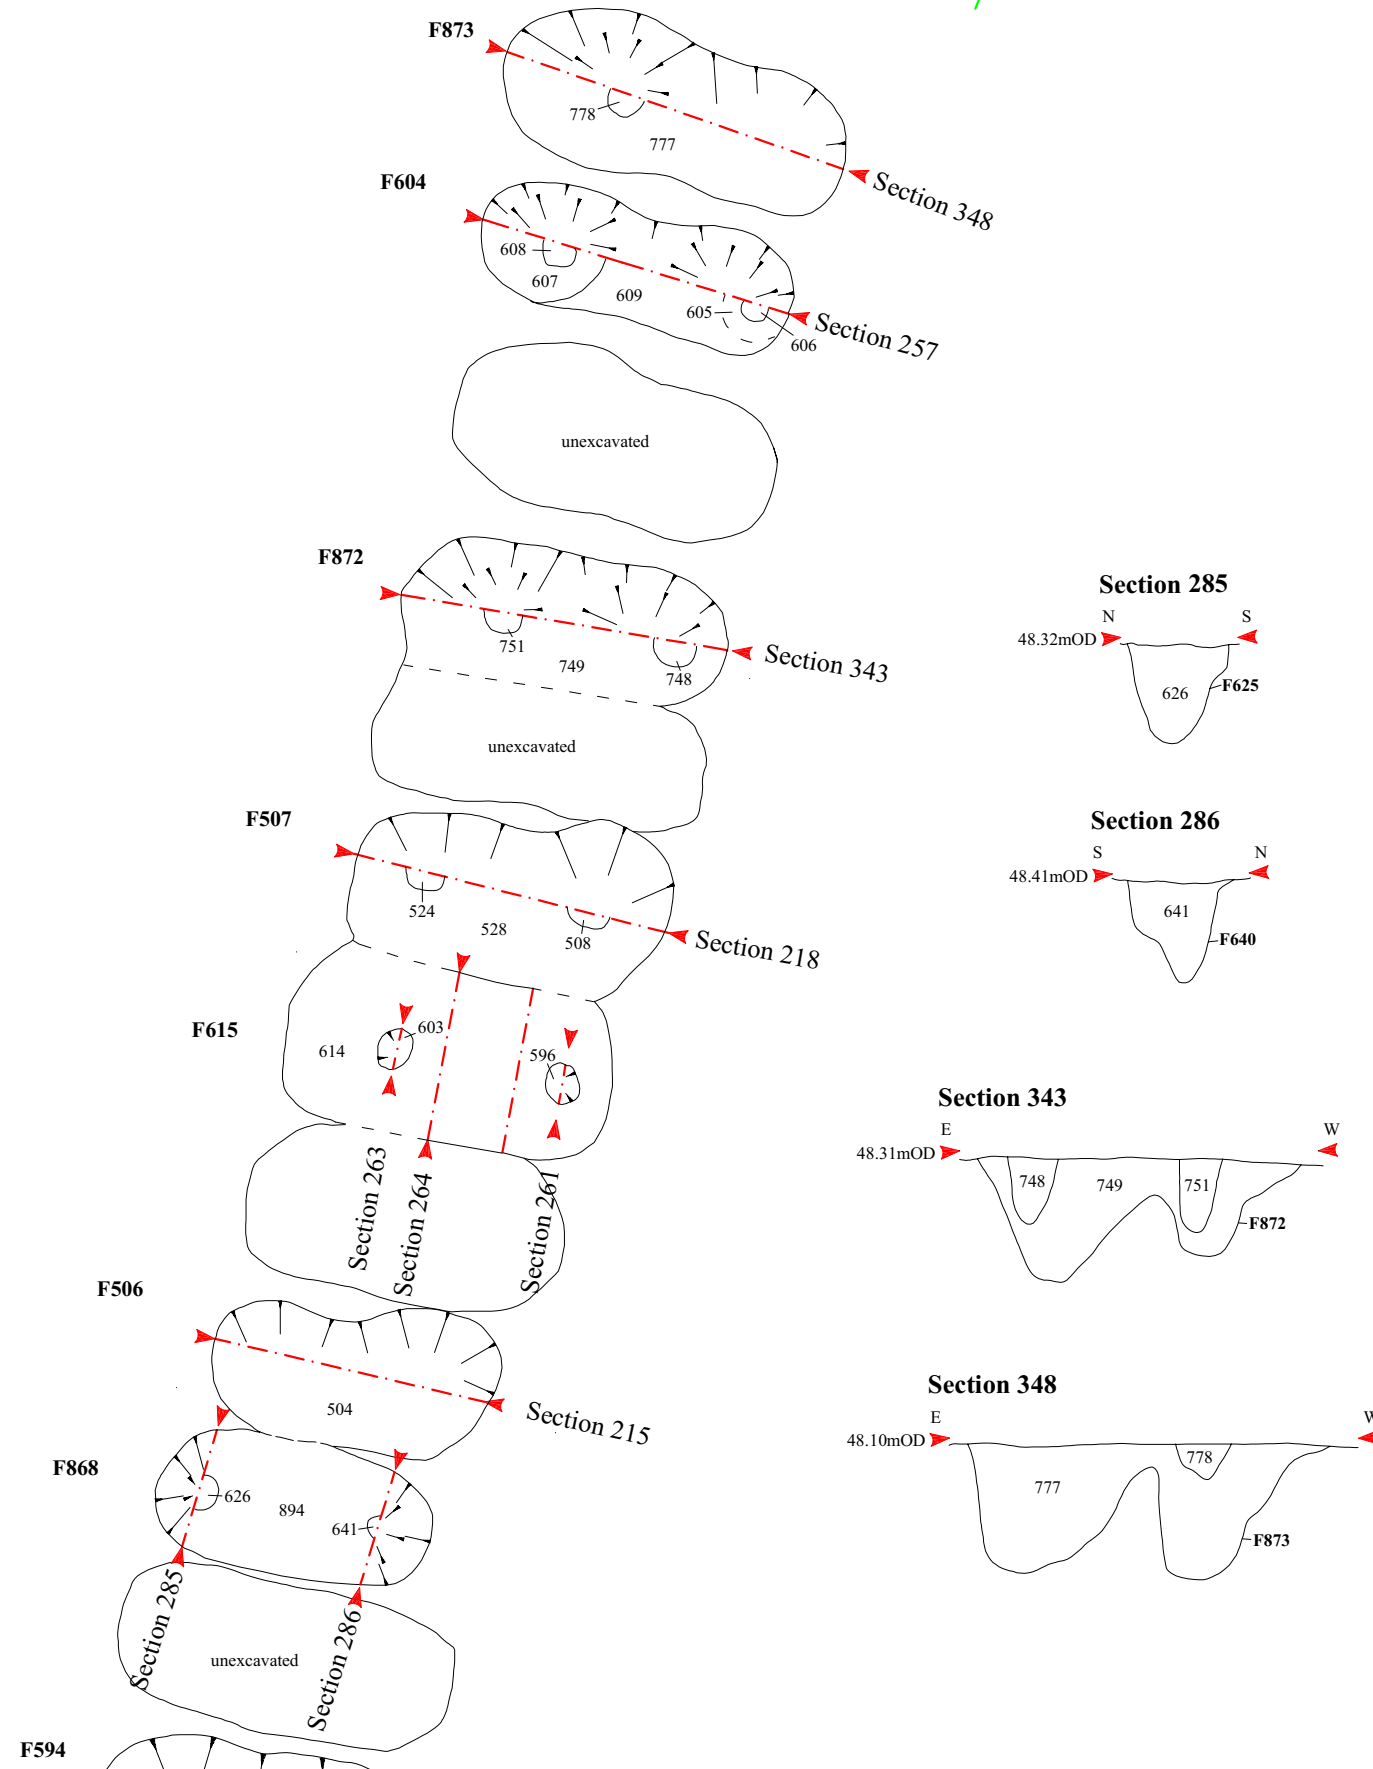 F873
778
777
Section 348
F604
608
607
609
605
606
Section 257
unexcavated
F872
751
749
748
Section 343
unexcavated
F507
524
528
508
Section 218
F615
614
603
596
Section 263
Section 264
Section 261
F506
504
Section 215
F868
626
894
641
Section 285
Section 286
unexcavated
F594
Section 285
N S
48.32mOD
626
F625
Section 286
S N
48.41mOD
641
F640
Section 343
E W
48.31mOD
748 749 751
F872
Section 348
E W
48.10mOD
777 778
F873